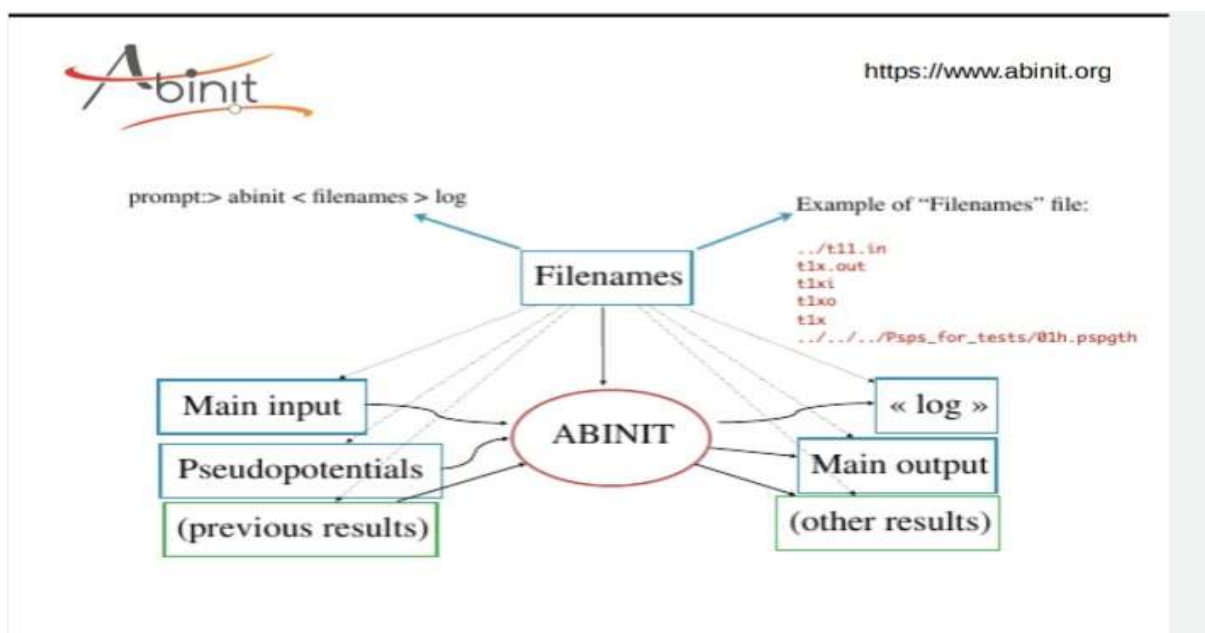 Abinit
https://www.abinit.org
prompt:> abinit < filenames > log
Example of “Filenames” file:
../t11.in
t1x.out
t1xi
t1xo
t1x
../../../Psps_for_tests/01h.pspgth
Filenames
Main input
Pseudopotentials
(previous results)
ABINIT
« log »
Main output
(other results)